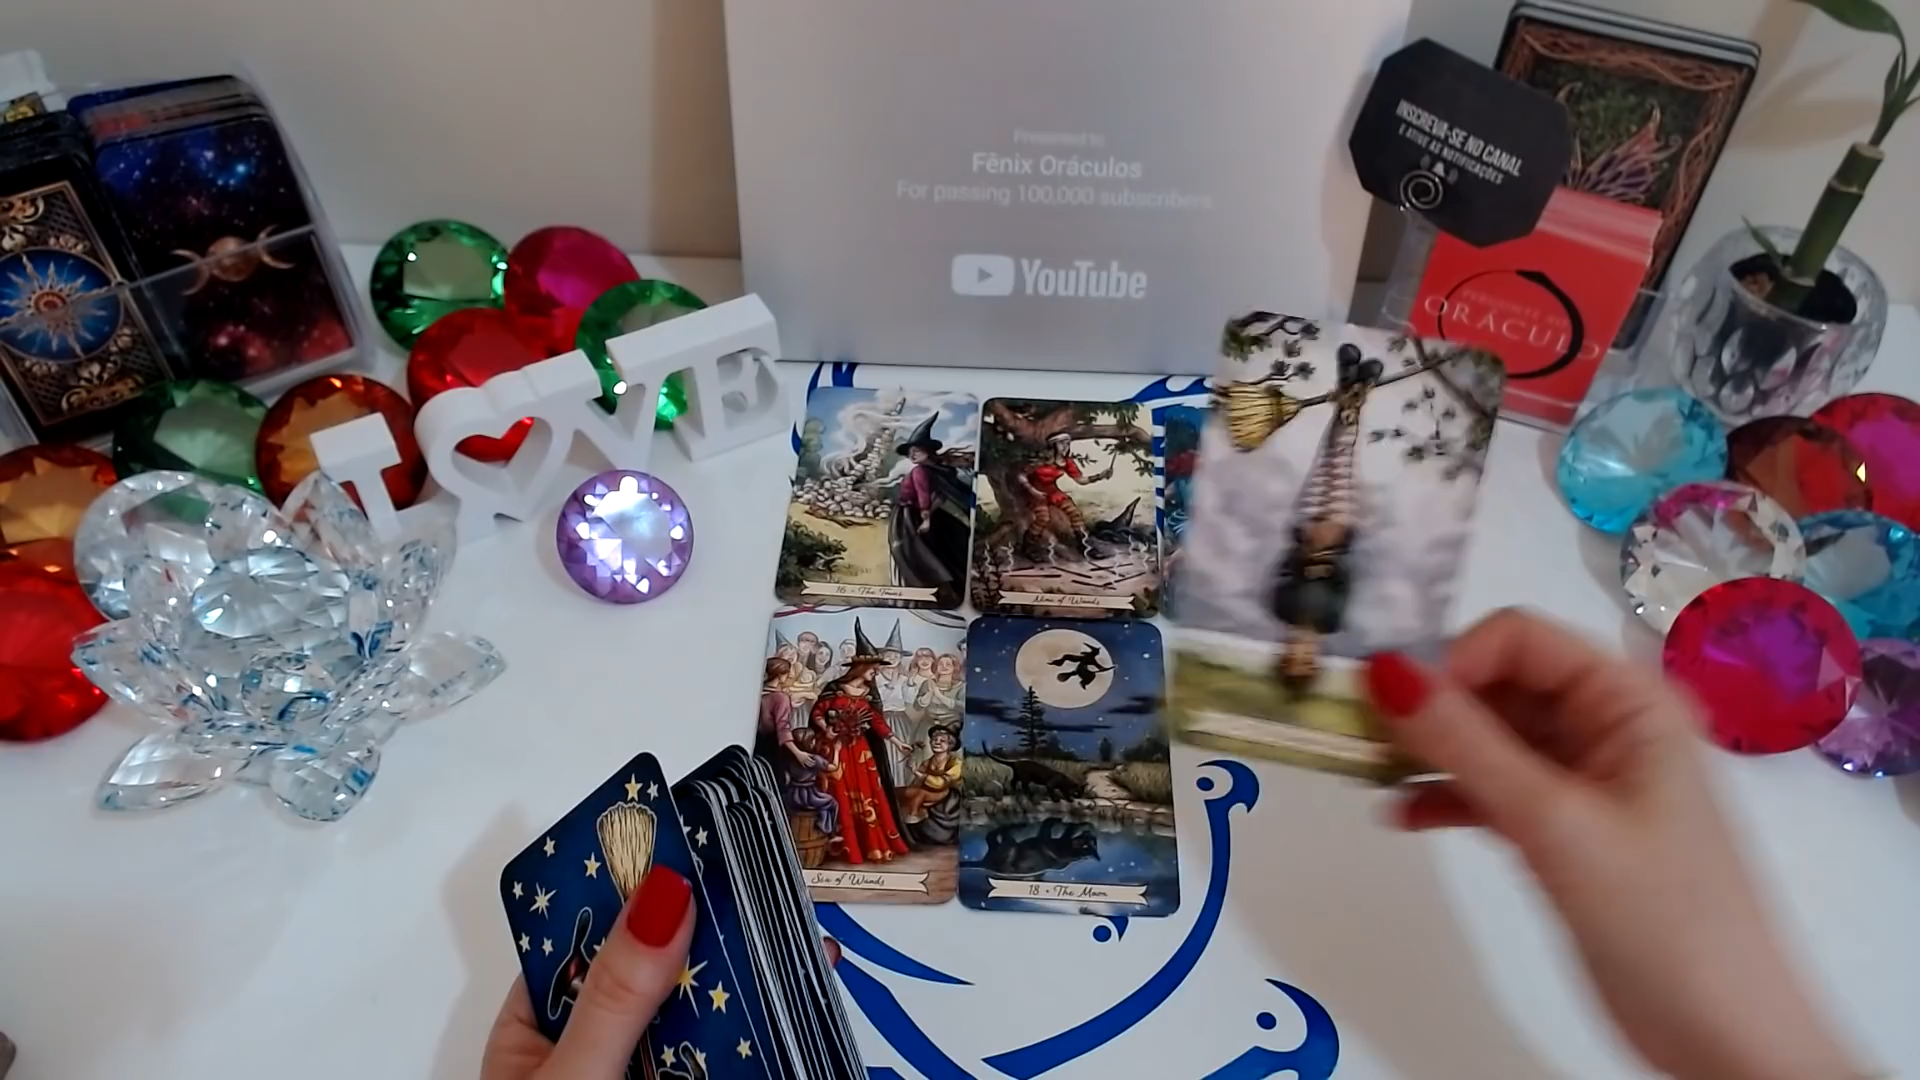 Presented to
Fênix Oráculos
For passing 100,000 subscribers
YouTube
INSCREVA-SE NO CANAL
E ATIVE AS NOTIFICAÇÕES
ORACULO
LOVE
16 • The Tower
Nine of Wands
Six of Wands
18 • The Moon